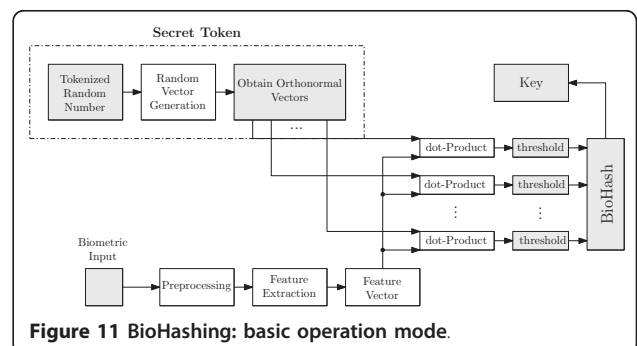 Secret Token
Tokenized
Random
Number
Random
Vector
Generation
Obtain Orthonormal
Vectors
...
Key
dot-Product
threshold
dot-Product
threshold
⋮
⋮
dot-Product
threshold
BioHash
Biometric
Input
Preprocessing
Feature
Extraction
Feature
Vector
Figure 11 BioHashing: basic operation mode.